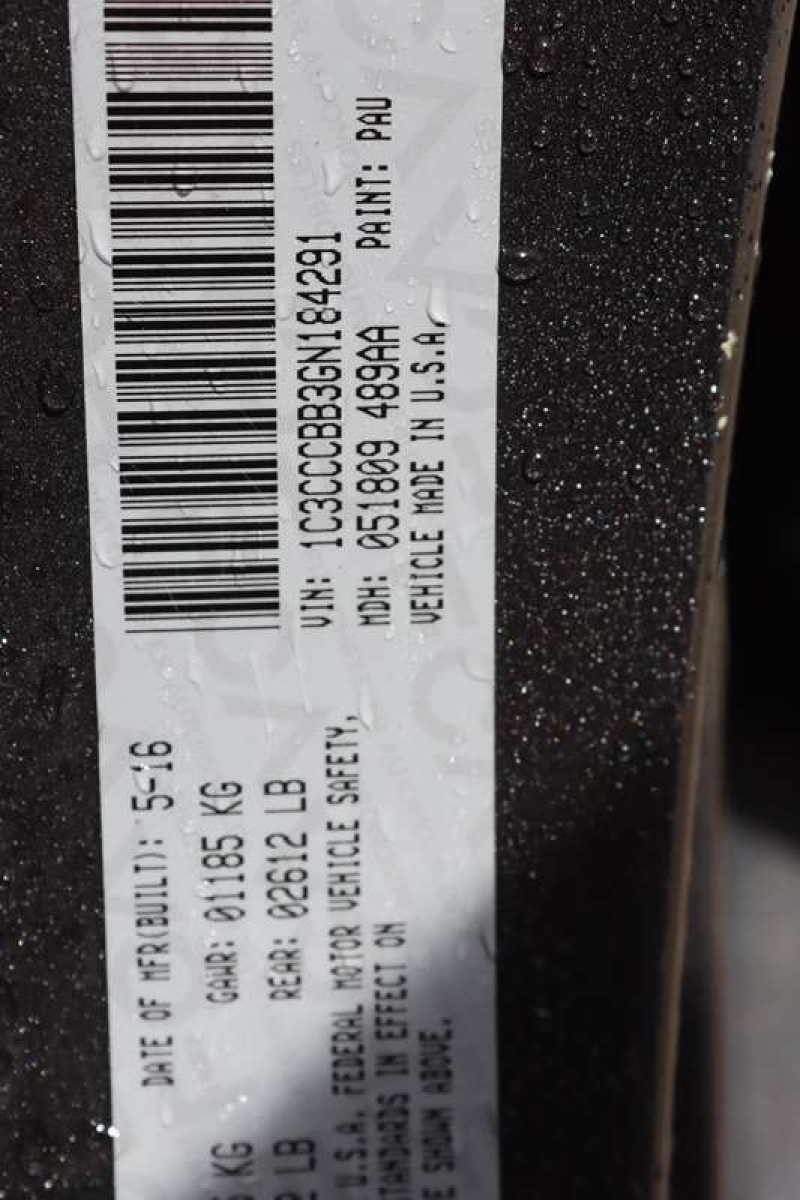 DATE OF MFR(BUILT): 5-16
KG GAWR: 01185 KG
LB REAR: 02612 LB
U.S.A. FEDERAL MOTOR VEHICLE SAFETY,
STANDARDS IN EFFECT ON
SHOWN ABOVE.
VIN: 1C3CCCBB3GN184291
MDH: 051809 489AA PAINT: PAU
VEHICLE MADE IN U.S.A.